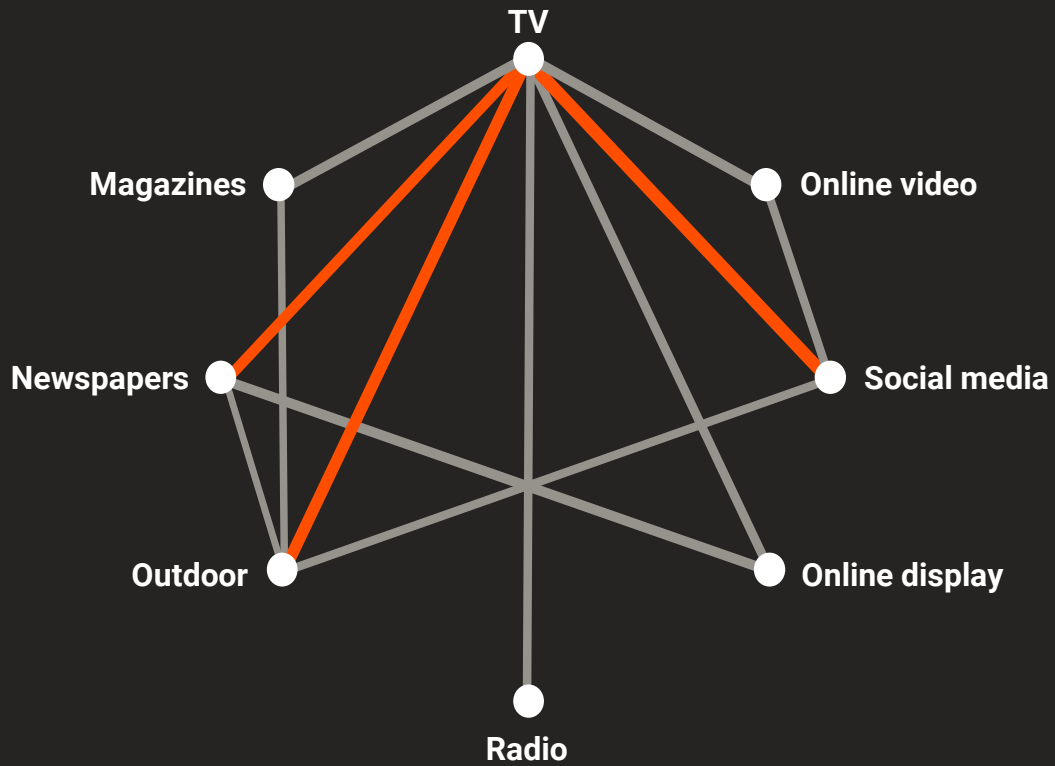 TV
Magazines
Online video
Newspapers
Social media
Outdoor
Online display
Radio